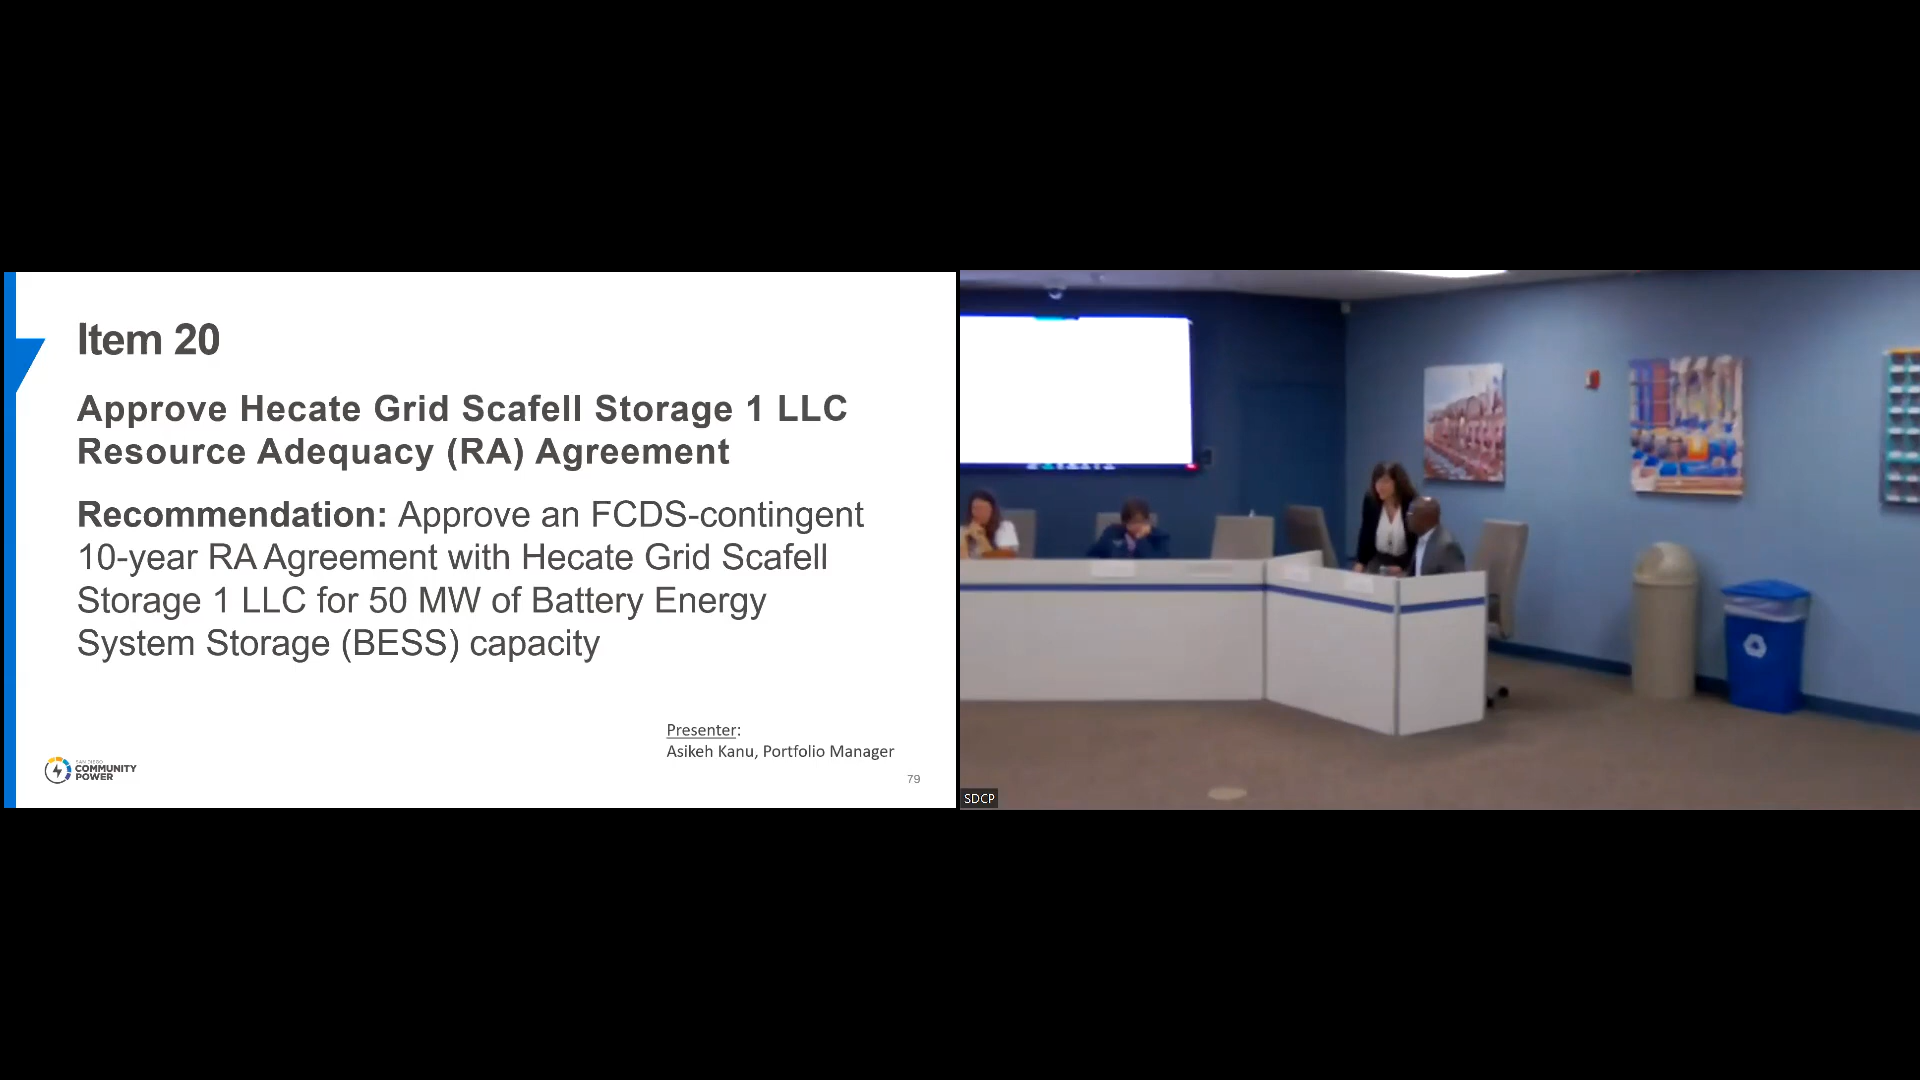 Item 20
Approve Hecate Grid Scafell Storage 1 LLC
Resource Adequacy (RA) Agreement
Recommendation: Approve an FCDS-contingent
10-year RA Agreement with Hecate Grid Scafell
Storage 1 LLC for 50 MW of Battery Energy
System Storage (BESS) capacity
Presenter:
Asikeh Kanu, Portfolio Manager
SAN DIEGO
COMMUNITY
POWER
79
SDCP